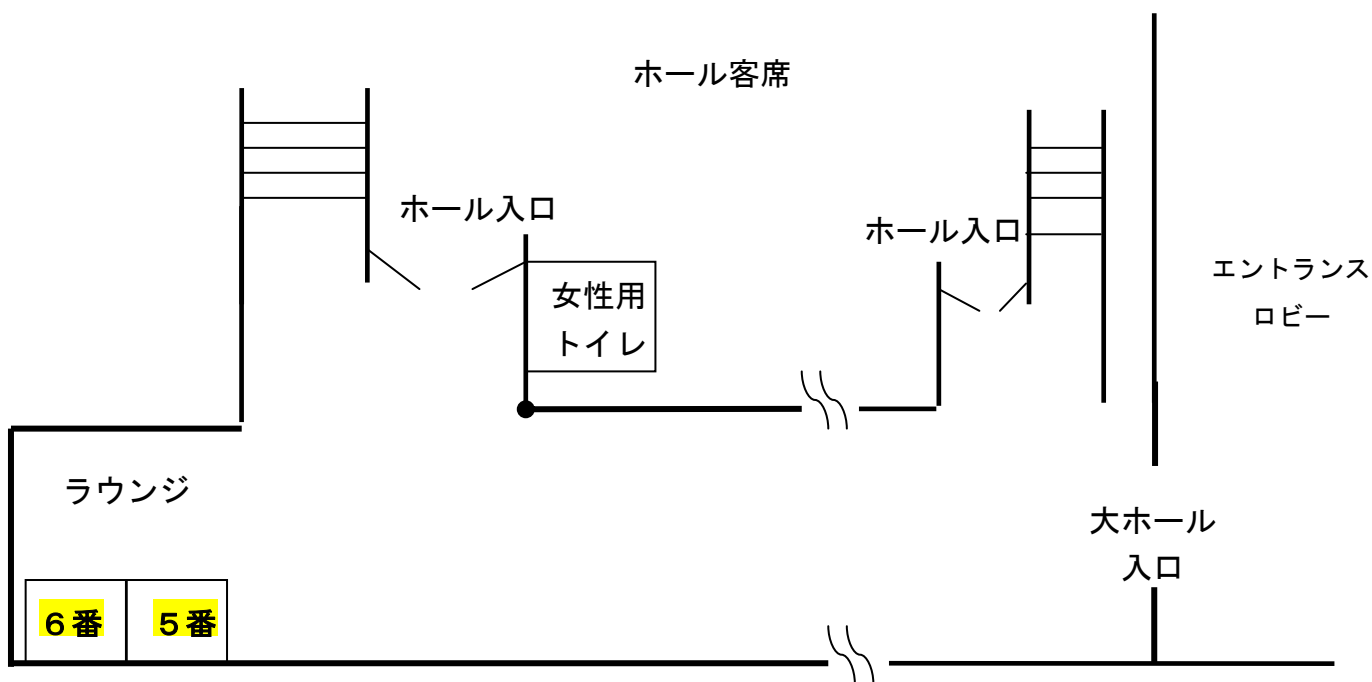 ホール客席
ホール入口
ホール入口
エントランス
ロビー
女性用
トイレ
ラウンジ
大ホール
入口
６番
５番